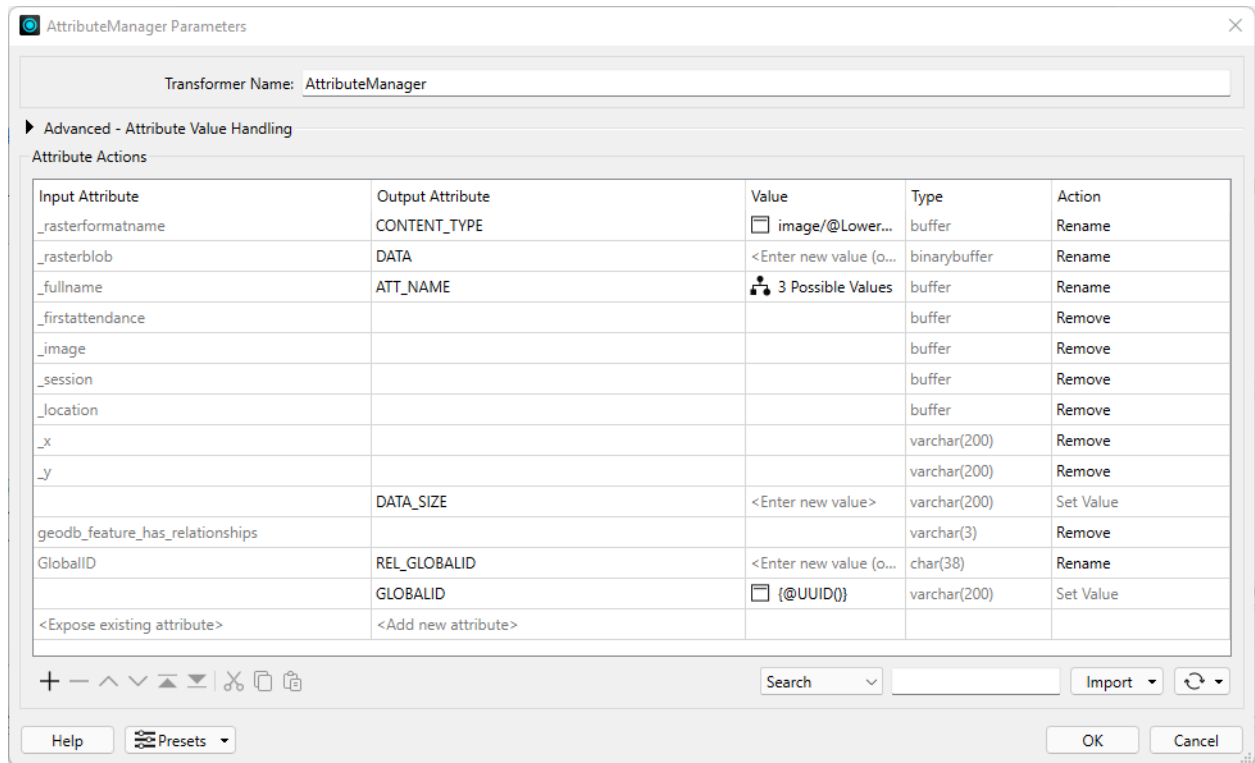 AttributeManager Parameters
Transformer Name: AttributeManager
Advanced - Attribute Value Handling
Attribute Actions
Input Attribute Output Attribute Value Type Action
_rasterformatname CONTENT_TYPE image/@Lower... buffer Rename
_rasterblob DATA <Enter new value (o... binarybuffer Rename
_fullname ATT_NAME 3 Possible Values buffer Rename
_firstattendance buffer Remove
_image buffer Remove
_session buffer Remove
_location buffer Remove
_x varchar(200) Remove
_y varchar(200) Remove
DATA_SIZE <Enter new value> varchar(200) Set Value
geodb_feature_has_relationships varchar(3) Remove
GlobalID REL_GLOBALID <Enter new value (o... char(38) Rename
GLOBALID {@UUID()} varchar(200) Set Value
<Expose existing attribute> <Add new attribute>
Search Import
Help Presets OK Cancel